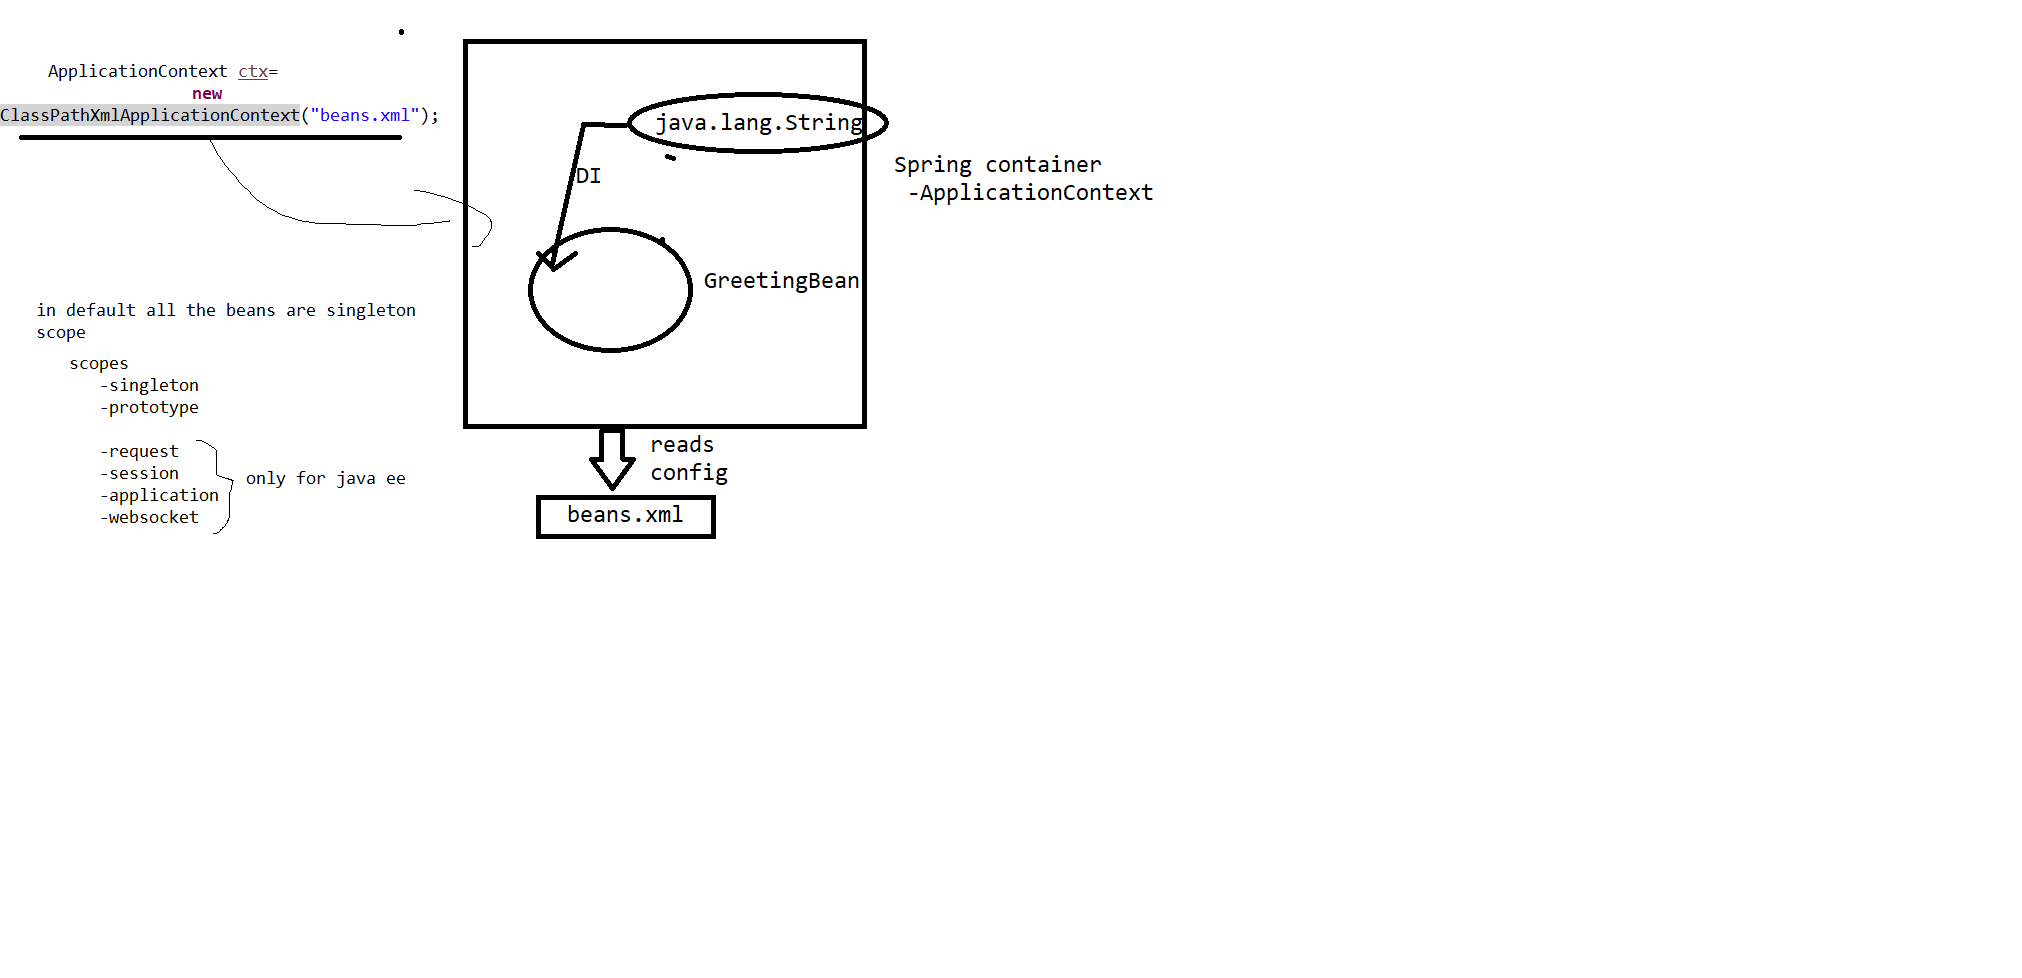 ApplicationContext ctx=
new
ClassPathXmlApplicationContext("beans.xml");
java.lang.String
DI
Spring container
-ApplicationContext
GreetingBean
in default all the beans are singleton
scope
scopes
-singleton
-prototype
-request
-session
-application
-websocket
only for java ee
reads
config
beans.xml